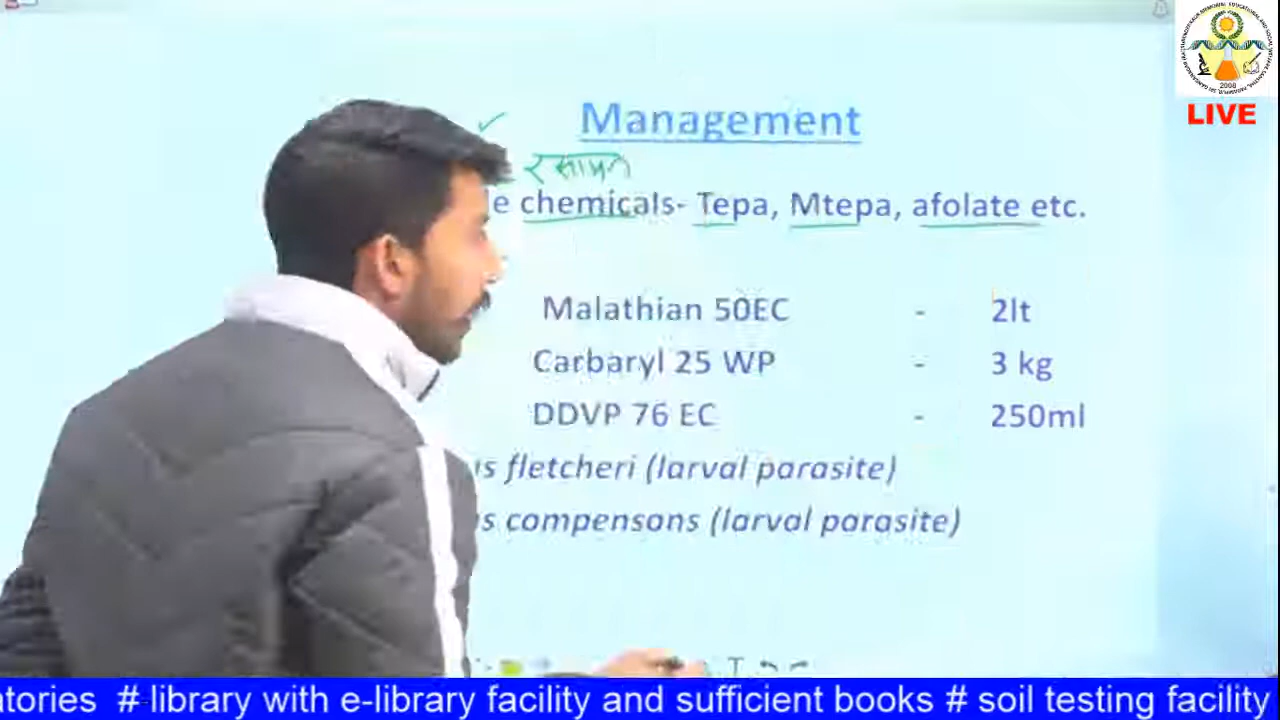 Management
रसायन
chemicals- Tepa, Mtepa, afolate etc.
Malathian 50EC - 2lt
Carbaryl 25 WP - 3 kg
DDVP 76 EC - 250ml
fletcheri (larval parasite)
compensons (larval parasite)
2008
LIVE
# library with e-library facility and sufficient books # soil testing facility